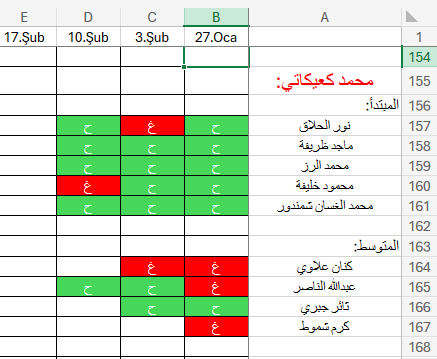 A B C D E
1 27.Oca 3.Şub 10.Şub 17.Şub
154
155 محمد كعيكاتي:
156 المبتدأ:
157 نور الحلاق ح غ ح
158 ماجد ظريفة ح ح ح
159 محمد الرز ح ح ح
160 محمود خليفة ح ح غ
161 محمد الغسان شمندور ح ح ح
162
163 المتوسط:
164 كنان علاوي غ غ
165 عبدالله الناصر غ ح ح
166 ثائر جبري ح ح
167 كرم شموط غ
168